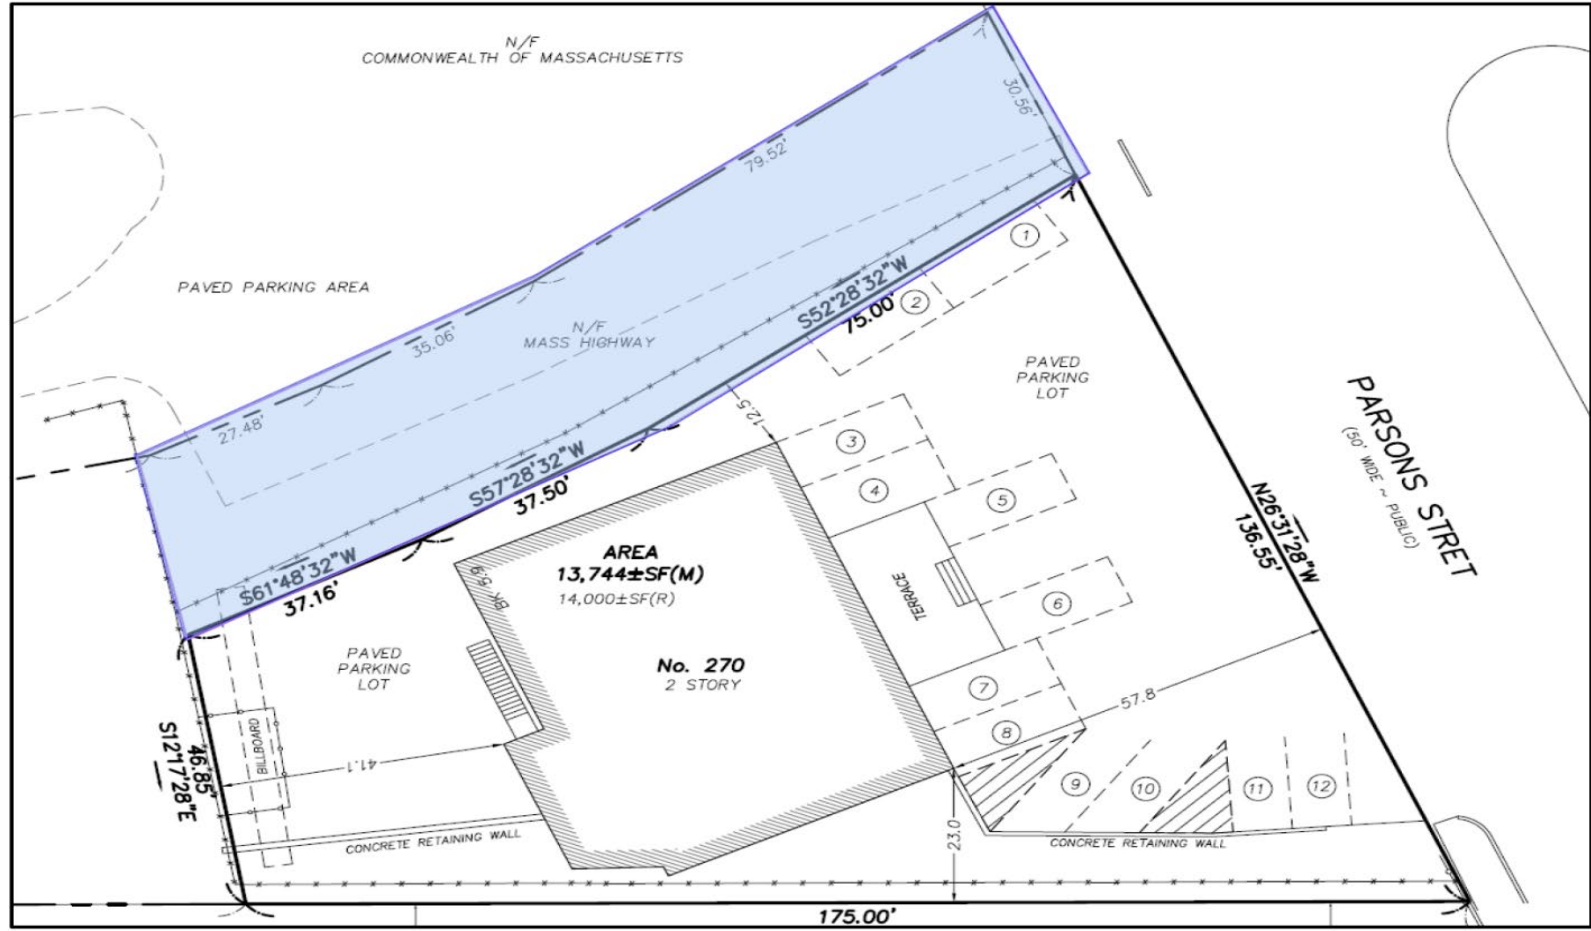 N/F
COMMONWEALTH OF MASSACHUSETTS
30.56'
79.52'
PAVED PARKING AREA
35.06'
N/F
MASS HIGHWAY
S52°28'32"W
75.00'
1
2
27.48'
PAVED
PARKING
LOT
12.5
S57°28'32"W
37.50'
3
4
5
6
7
8
PARSONS STRET
(50' WIDE ~ PUBLIC)
N26°31'28"W
136.55'
S61°48'32"W
37.16'
BK 5.9
AREA
13,744±SF(M)
14,000±SF(R)
TERRACE
No. 270
2 STORY
PAVED
PARKING
LOT
57.8
46.85'
S12°17'28"E
BILLBOARD
41.1
9
10
11
12
CONCRETE RETAINING WALL
23.0
CONCRETE RETAINING WALL
175.00'